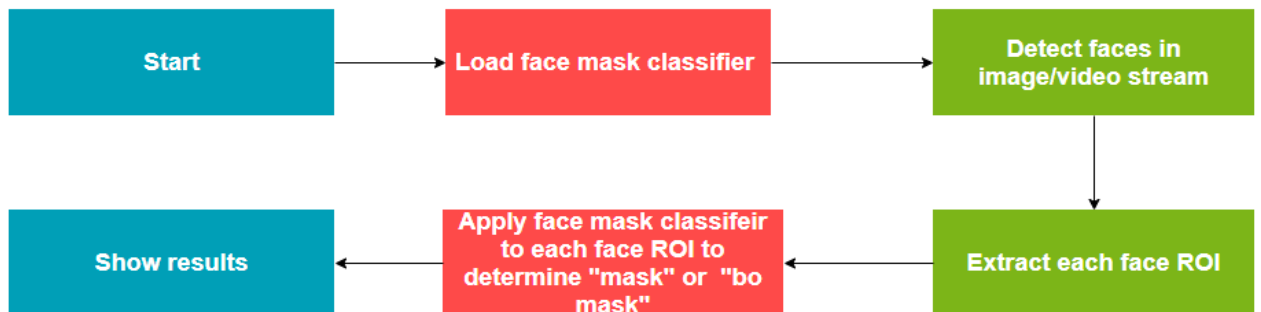 Start
Load face mask classifier
Detect faces in
image/video stream
Extract each face ROI
Apply face mask classifeir
to each face ROI to
determine "mask" or "bo
mask"
Show results